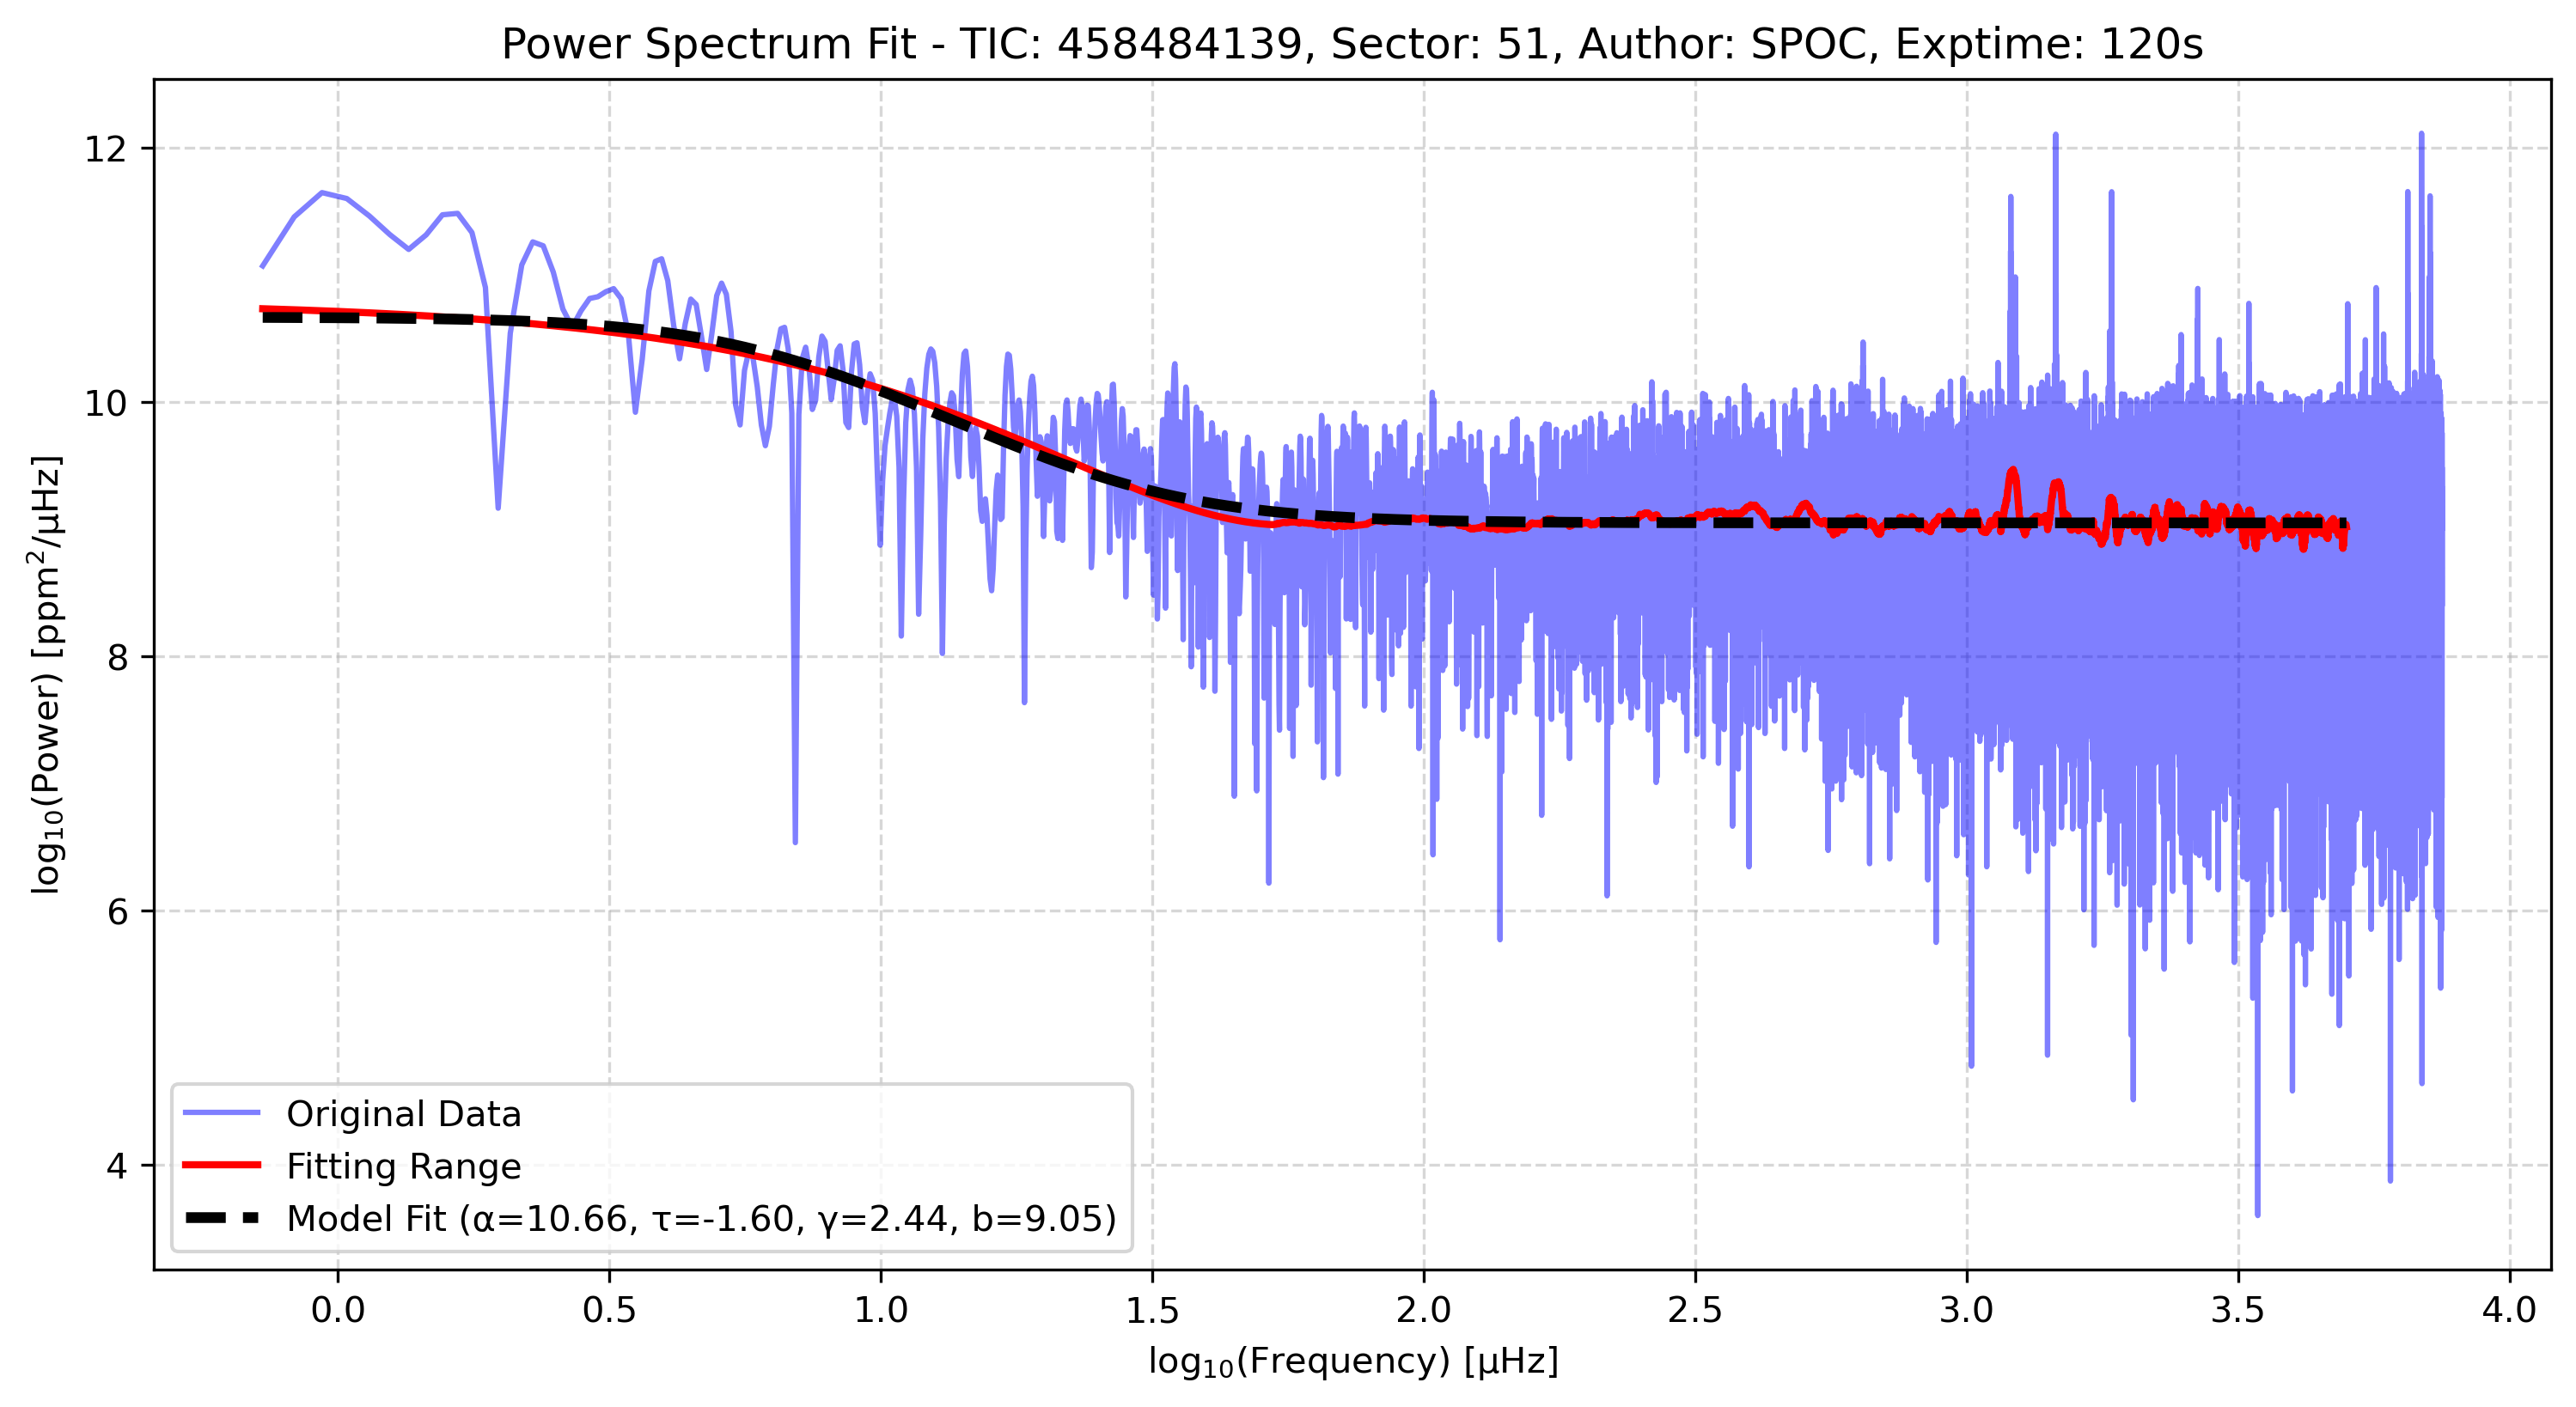 Power Spectrum Fit - TIC: 458484139, Sector: 51, Author: SPOC, Exptime: 120s
log₁₀(Power) [ppm²/μHz]
12
10
8
6
4
Original Data
Fitting Range
Model Fit (α=10.66, τ=-1.60, γ=2.44, b=9.05)
0.0 0.5 1.0 1.5 2.0 2.5 3.0 3.5 4.0
log₁₀(Frequency) [μHz]